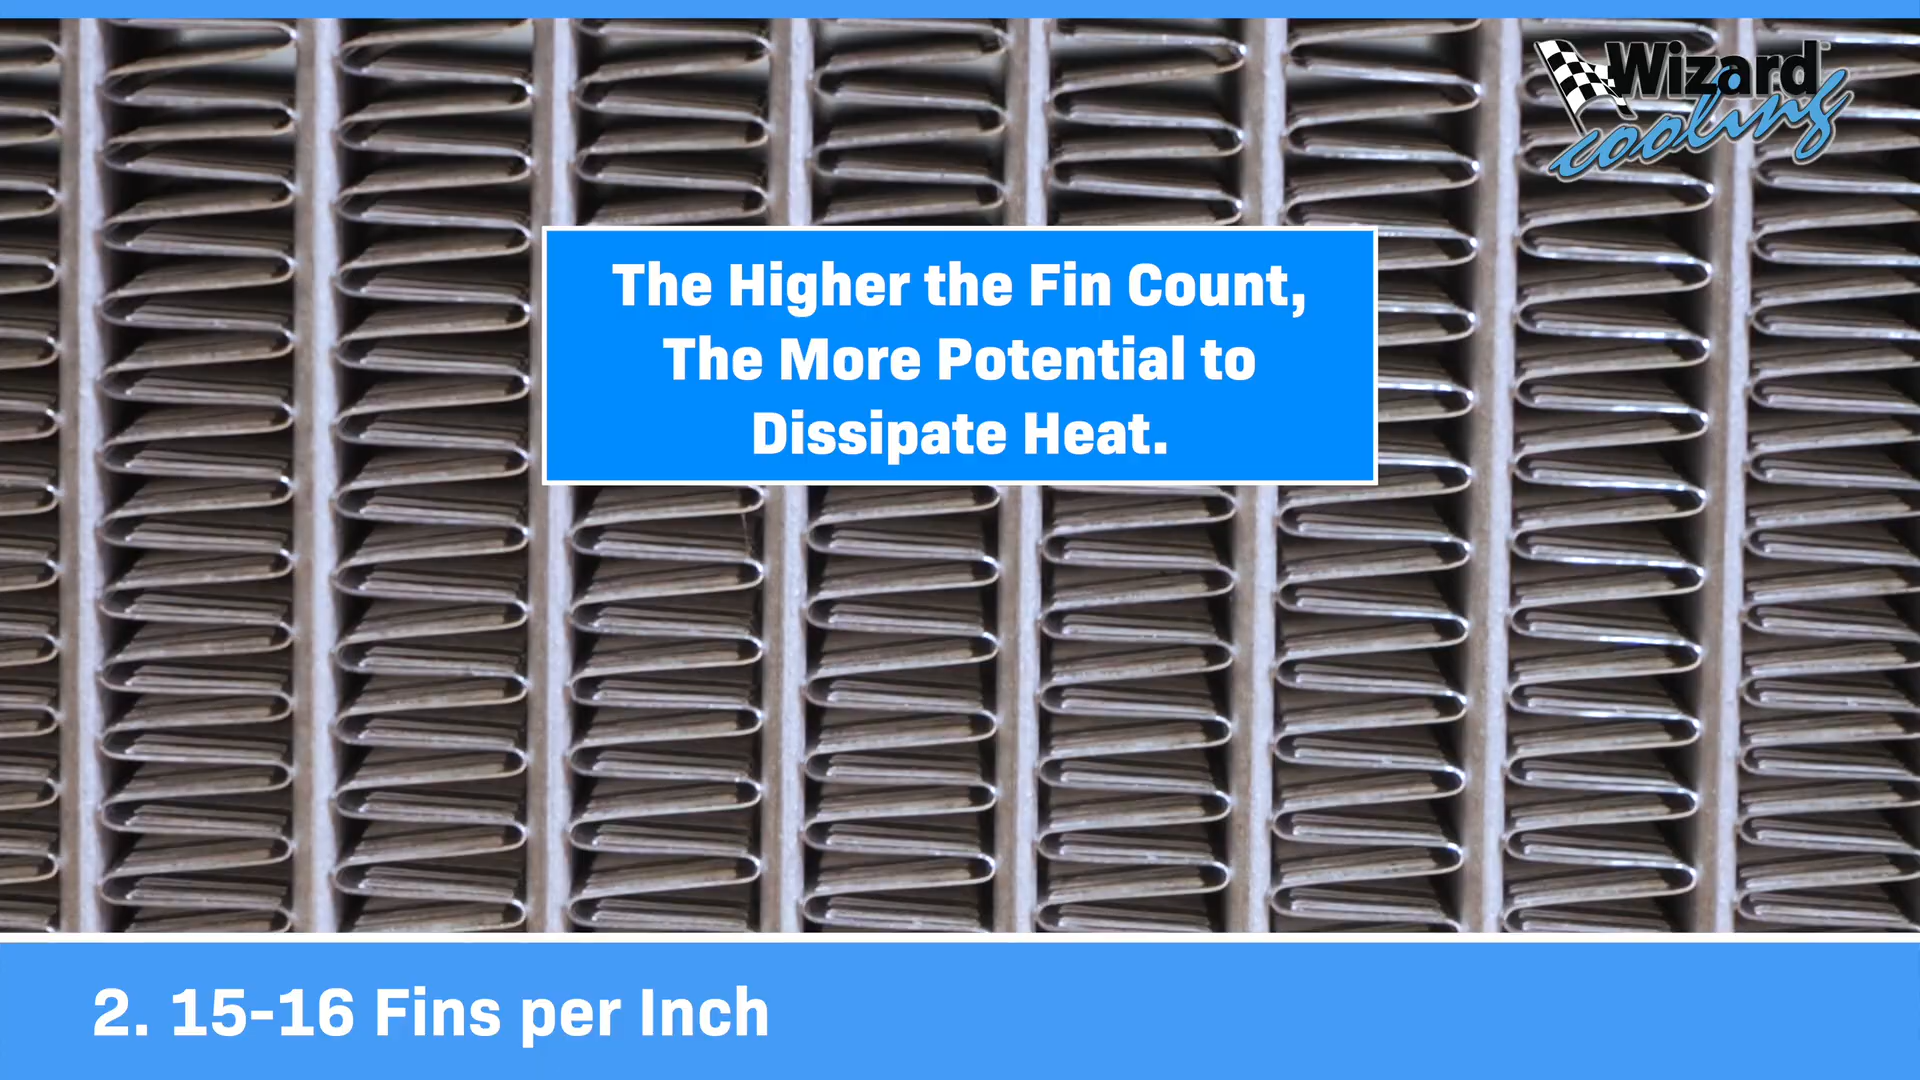 Wizard
cooling
The Higher the Fin Count,
The More Potential to
Dissipate Heat.
2. 15-16 Fins per Inch